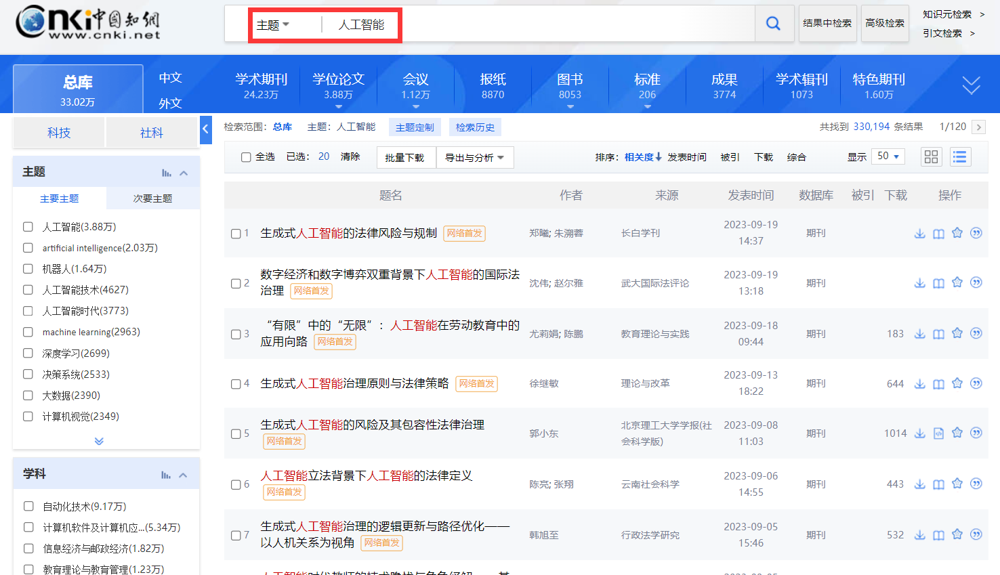 cnki中国知網
www.cnki.net
主题 人工智能
结果中检索 高级检索
知识元检索 >
引文检索 >
总库
33.02万
中文
外文
学术期刊
24.23万
学位论文
3.88万
会议
1.12万
报纸
8870
图书
8053
标准
206
成果
3774
学术辑刊
1073
特色期刊
1.60万
科技 社科
检索范围：总库 主题：人工智能 主题定制 检索历史 共找到 330,194 条结果 1/120 >
全选 已选：20 清除 批量下载 导出与分析 排序：相关度↓ 发表时间 被引 下载 综合 显示 50
主题
主要主题 次要主题
人工智能(3.88万)
artificial intelligence(2.03万)
机器人(1.64万)
人工智能技术(4627)
人工智能时代(3773)
machine learning(2963)
深度学习(2699)
决策系统(2533)
大数据(2390)
计算机视觉(2349)
学科
自动化技术(9.17万)
计算机软件及计算机应...(5.34万)
信息经济与邮政经济(1.82万)
教育理论与教育管理(1.23万)
题名 作者 来源 发表时间 数据库 被引 下载 操作
1 生成式人工智能的法律风险与规制 网络首发 郑曦; 朱溯蓉 长白学刊 2023-09-19 14:37 期刊
2 数字经济和数字博弈双重背景下人工智能的国际法
治理 网络首发 沈伟; 赵尔雅 武大国际法评论 2023-09-19 13:18 期刊
3 “有限”中的“无限”：人工智能在劳动教育中的
应用向路 网络首发 尤莉娟; 陈鹏 教育理论与实践 2023-09-18 09:44 期刊 183
4 生成式人工智能治理原则与法律策略 网络首发 徐继敏 理论与改革 2023-09-13 18:22 期刊 644
5 生成式人工智能的风险及其包容性法律治理
网络首发 郭小东 北京理工大学学报(社会科学版) 2023-09-08 11:03 期刊 1014
6 人工智能立法背景下人工智能的法律定义
网络首发 陈亮; 张翔 云南社会科学 2023-09-06 14:55 期刊 443
7 生成式人工智能治理的逻辑更新与路径优化——
以人机关系为视角 网络首发 韩旭至 行政法学研究 2023-09-05 15:46 期刊 532